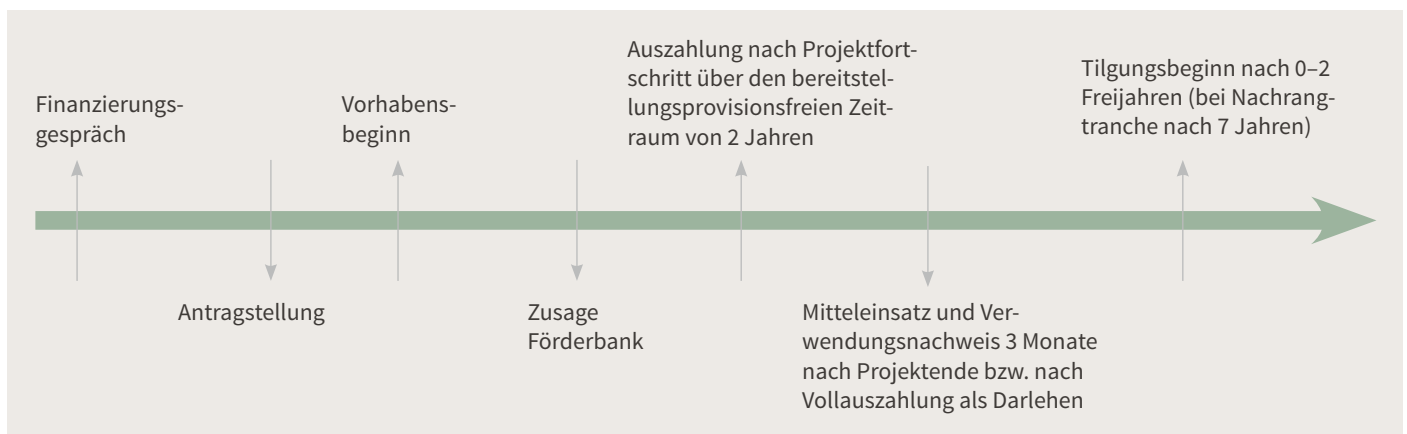 Finanzierungs-
gespräch
Antragstellung
Vorhabens-
beginn
Zusage
Förderbank
Auszahlung nach Projektfort-
schritt über den bereitstel-
lungsprovisionsfreien Zeit-
raum von 2 Jahren
Mitteleinsatz und Ver-
wendungsnachweis 3 Monate
nach Projektende bzw. nach
Vollauszahlung als Darlehen
Tilgungsbeginn nach 0–2
Freijahren (bei Nachrang-
tranche nach 7 Jahren)